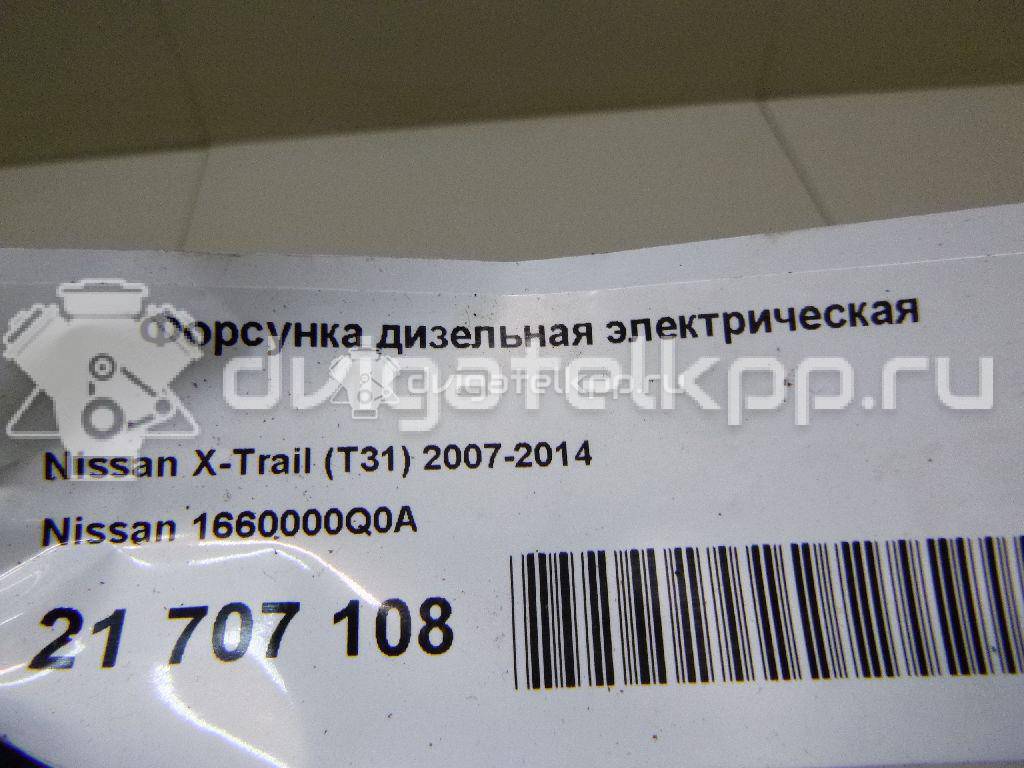 Форсунка дизельная электрическая
dvigatelkpp.ru
dvigatelkpp.ru
Nissan X-Trail (T31) 2007-2014
Nissan 1660000Q0A
21 707 108